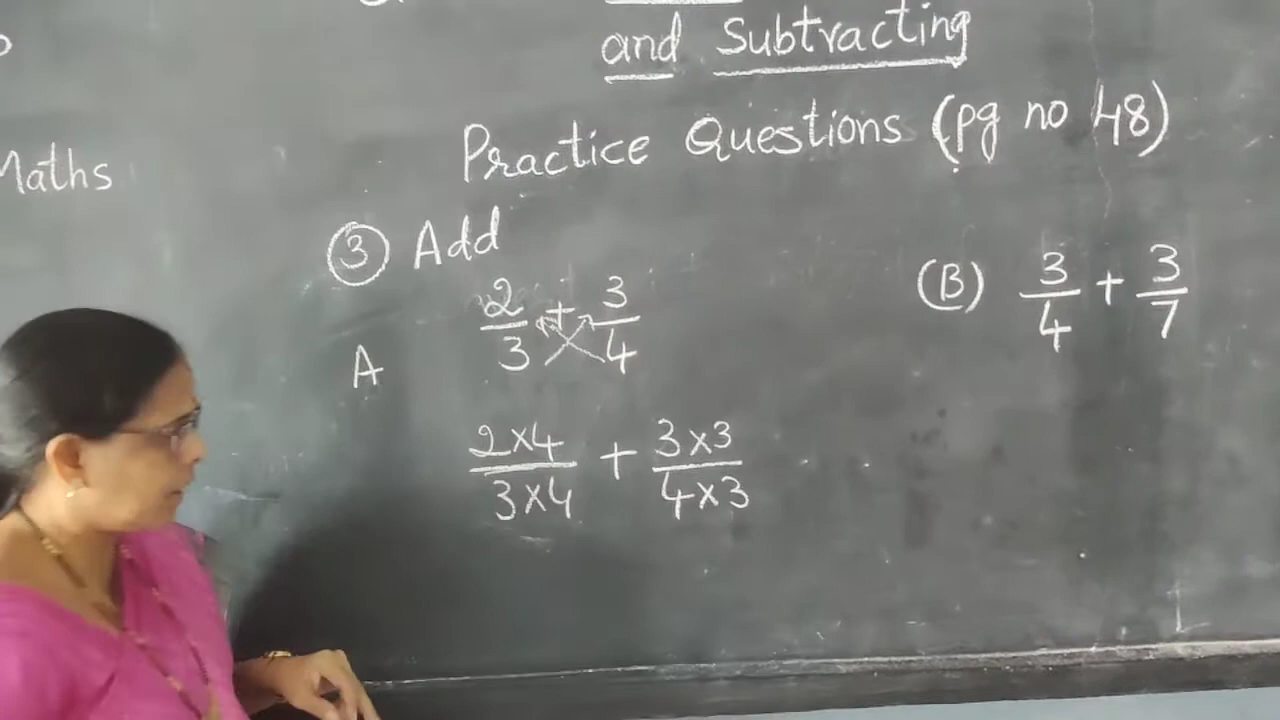 and Subtracting
Maths
Practice Questions (pg no 48)
③ Add
A 2/3 + 3/4
(B) 3/4 + 3/7
2×4/3×4 + 3×3/4×3